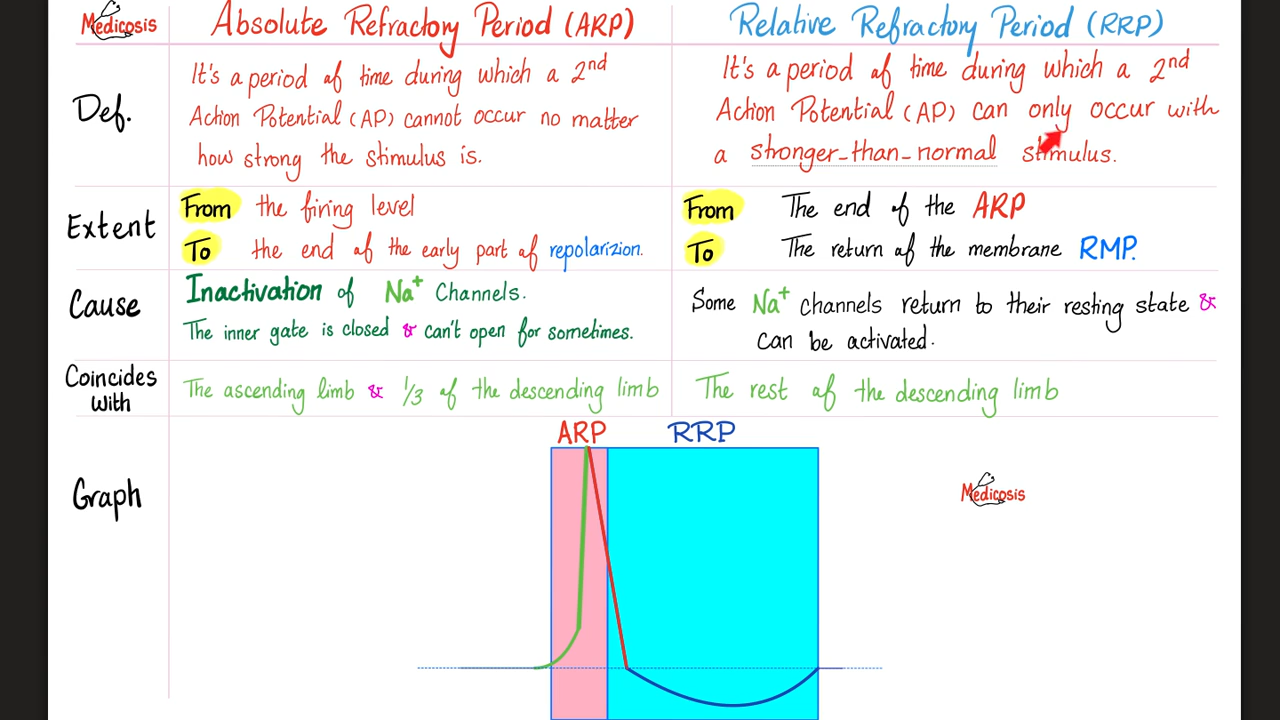 Medicosis
Absolute Refractory Period (ARP)
Relative Refractory Period (RRP)
Def.
It's a period of time during which a 2nd
Action Potential (AP) cannot occur no matter
how strong the stimulus is.
It's a period of time during which a 2nd
Action Potential (AP) can only occur with
a stronger-than-normal stimulus.
Extent
From the firing level
To the end of the early part of repolarizion.
From The end of the ARP
To The return of the membrane RMP.
Cause
Inactivation of Na+ Channels.
The inner gate is closed & can't open for sometimes.
Some Na+ channels return to their resting state &
Can be activated.
Coincides
With
The ascending limb & 1/3 of the descending limb
The rest of the descending limb
Graph
ARP
RRP
Medicosis